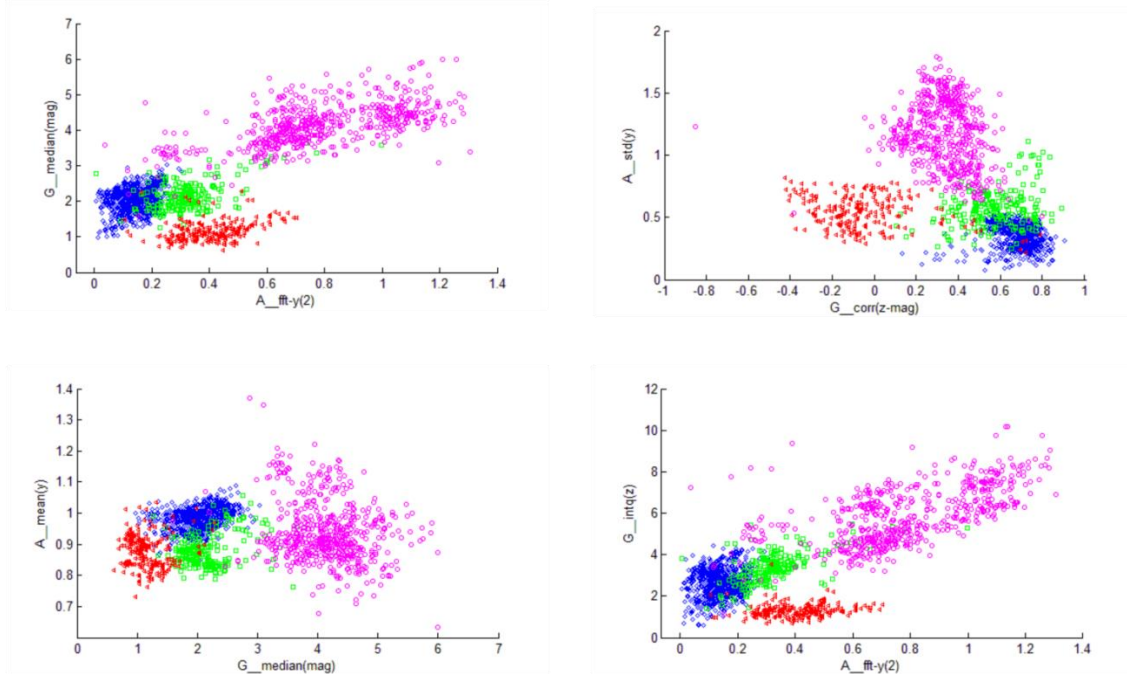 7
6
5
4
3
2
1
0
G__median(mag)
0 0.2 0.4 0.6 0.8 1 1.2 1.4
A__fft-y(2)
2
1.5
1
0.5
0
A__std(y)
-1 -0.8 -0.6 -0.4 -0.2 0 0.2 0.4 0.6 0.8 1
G__corr(z-mag)
1.4
1.3
1.2
1.1
1
0.9
0.8
0.7
A__mean(y)
0 1 2 3 4 5 6 7
G__median(mag)
12
10
8
6
4
2
0
G__intq(z)
0 0.2 0.4 0.6 0.8 1 1.2 1.4
A__fft-y(2)